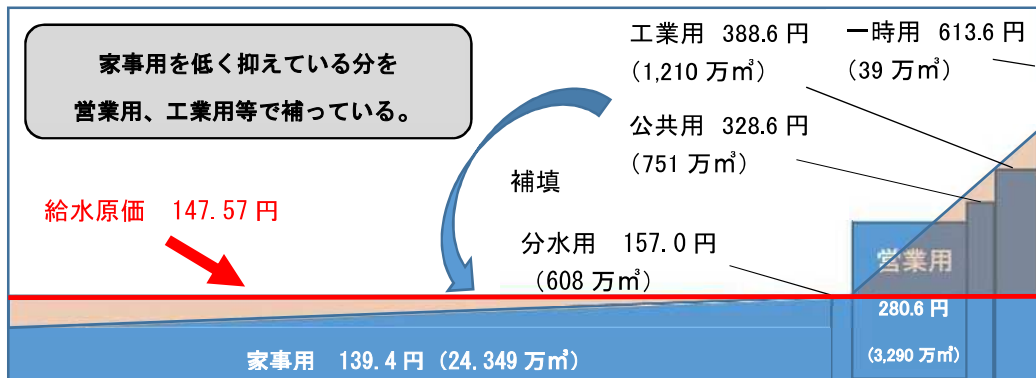 家事用を低く抑えている分を
営業用、工業用等で補っている。
工業用 388.6 円
(1,210 万㎥)
一時用 613.6 円
(39 万㎥)
公共用 328.6 円
(751 万㎥)
補填
給水原価 147.57 円
分水用 157.0 円
(608 万㎥)
営業用
280.6 円
(3,290 万㎥)
家事用 139.4 円 (24.349 万㎥)